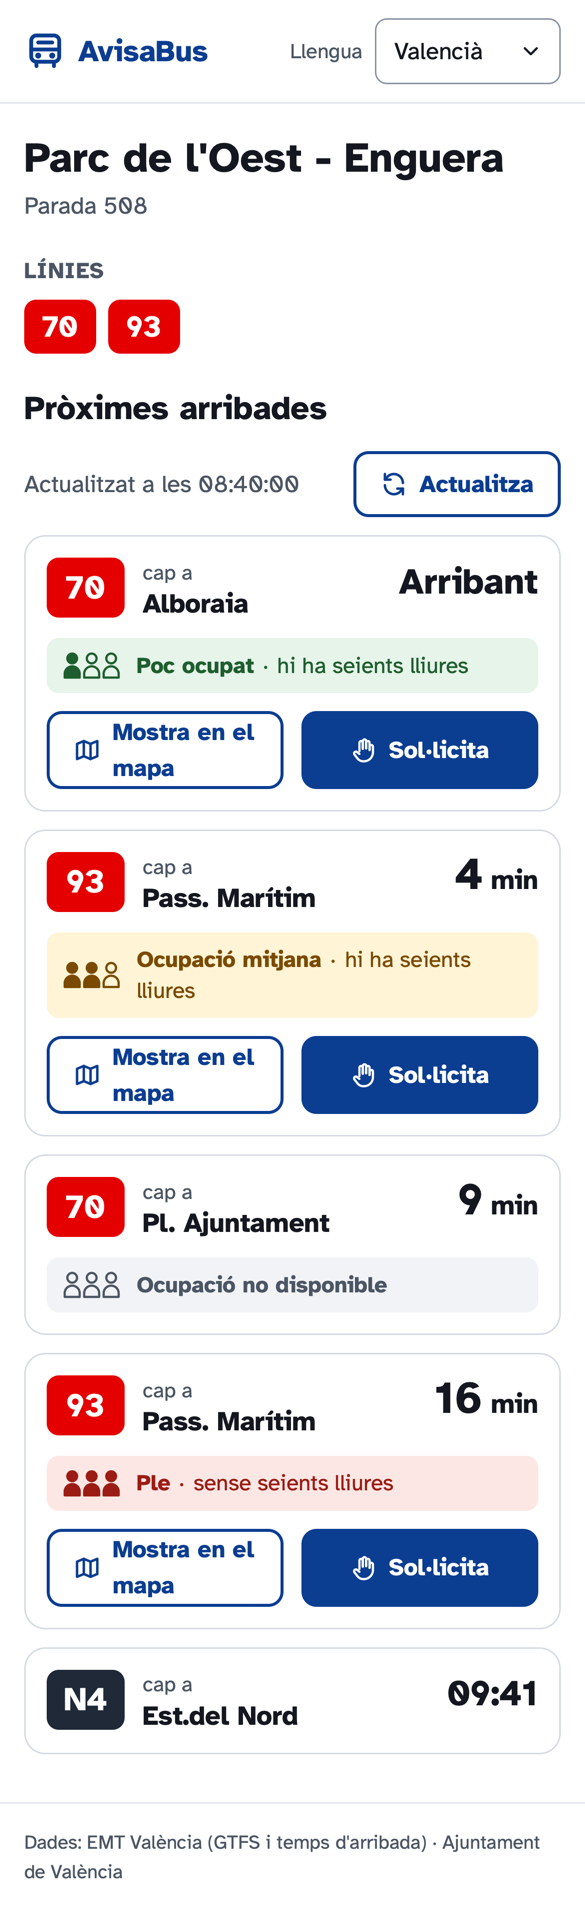 AvisaBus
Llengua
Valencià
Parc de l'Oest - Enguera
Parada 508
LÍNIES
70
93
Pròximes arribades
Actualitzat a les 08:40:00
Actualitza
70
cap a
Alboraia
Arribant
Poc ocupat · hi ha seients lliures
Mostra en el
mapa
Sol·licita
93
cap a
Pass. Marítim
4 min
Ocupació mitjana · hi ha seients
lliures
Mostra en el
mapa
Sol·licita
70
cap a
Pl. Ajuntament
9 min
Ocupació no disponible
93
cap a
Pass. Marítim
16 min
Ple · sense seients lliures
Mostra en el
mapa
Sol·licita
N4
cap a
Est.del Nord
09:41
Dades: EMT València (GTFS i temps d'arribada) · Ajuntament
de València